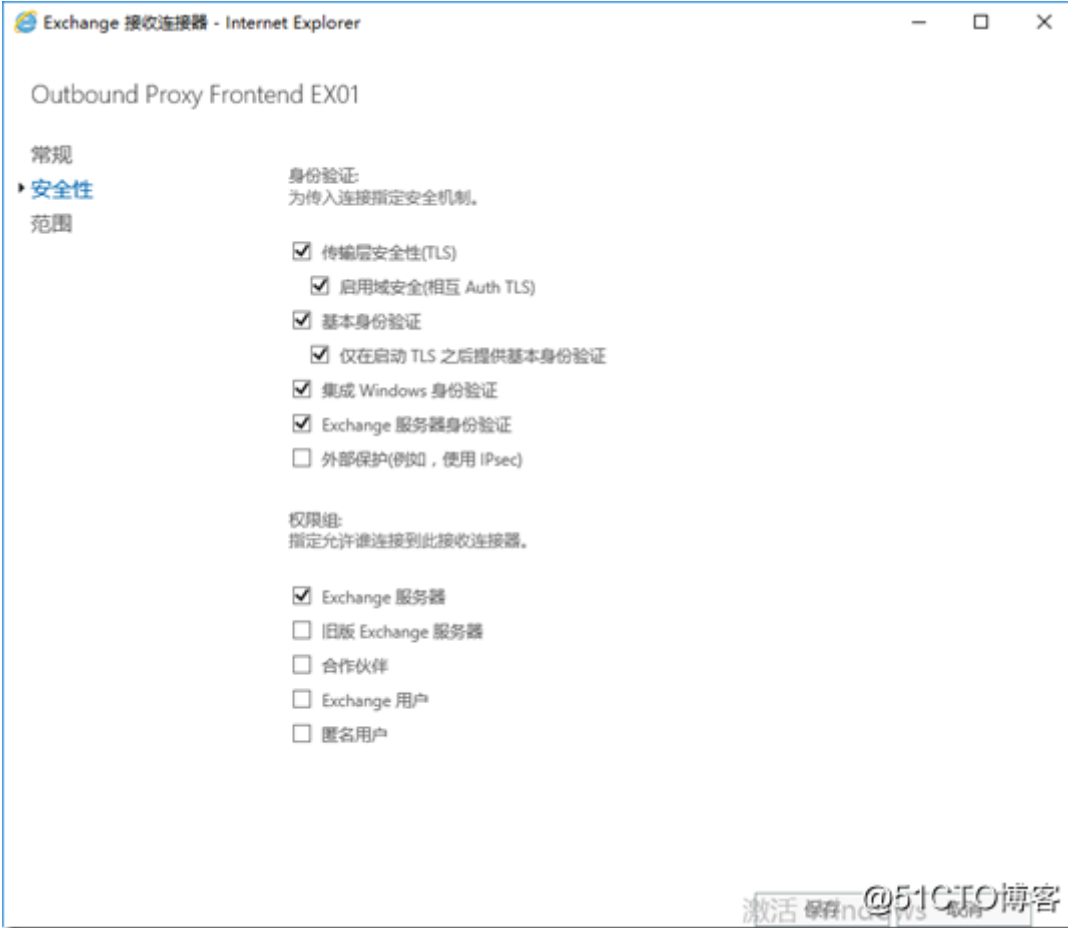 Exchange 接收连接器 - Internet Explorer
Outbound Proxy Frontend EX01
常规
安全性
范围
身份验证:
为传入连接指定安全机制。
传输层安全性(TLS)
启用域安全(相互 Auth TLS)
基本身份验证
仅在启动 TLS 之后提供基本身份验证
集成 Windows 身份验证
Exchange 服务器身份验证
外部保护(例如，使用 IPsec)
权限组:
指定允许谁连接到此接收连接器。
Exchange 服务器
旧版 Exchange 服务器
合作伙伴
Exchange 用户
匿名用户
激活 Windows
保存 取消
@51CTO博客